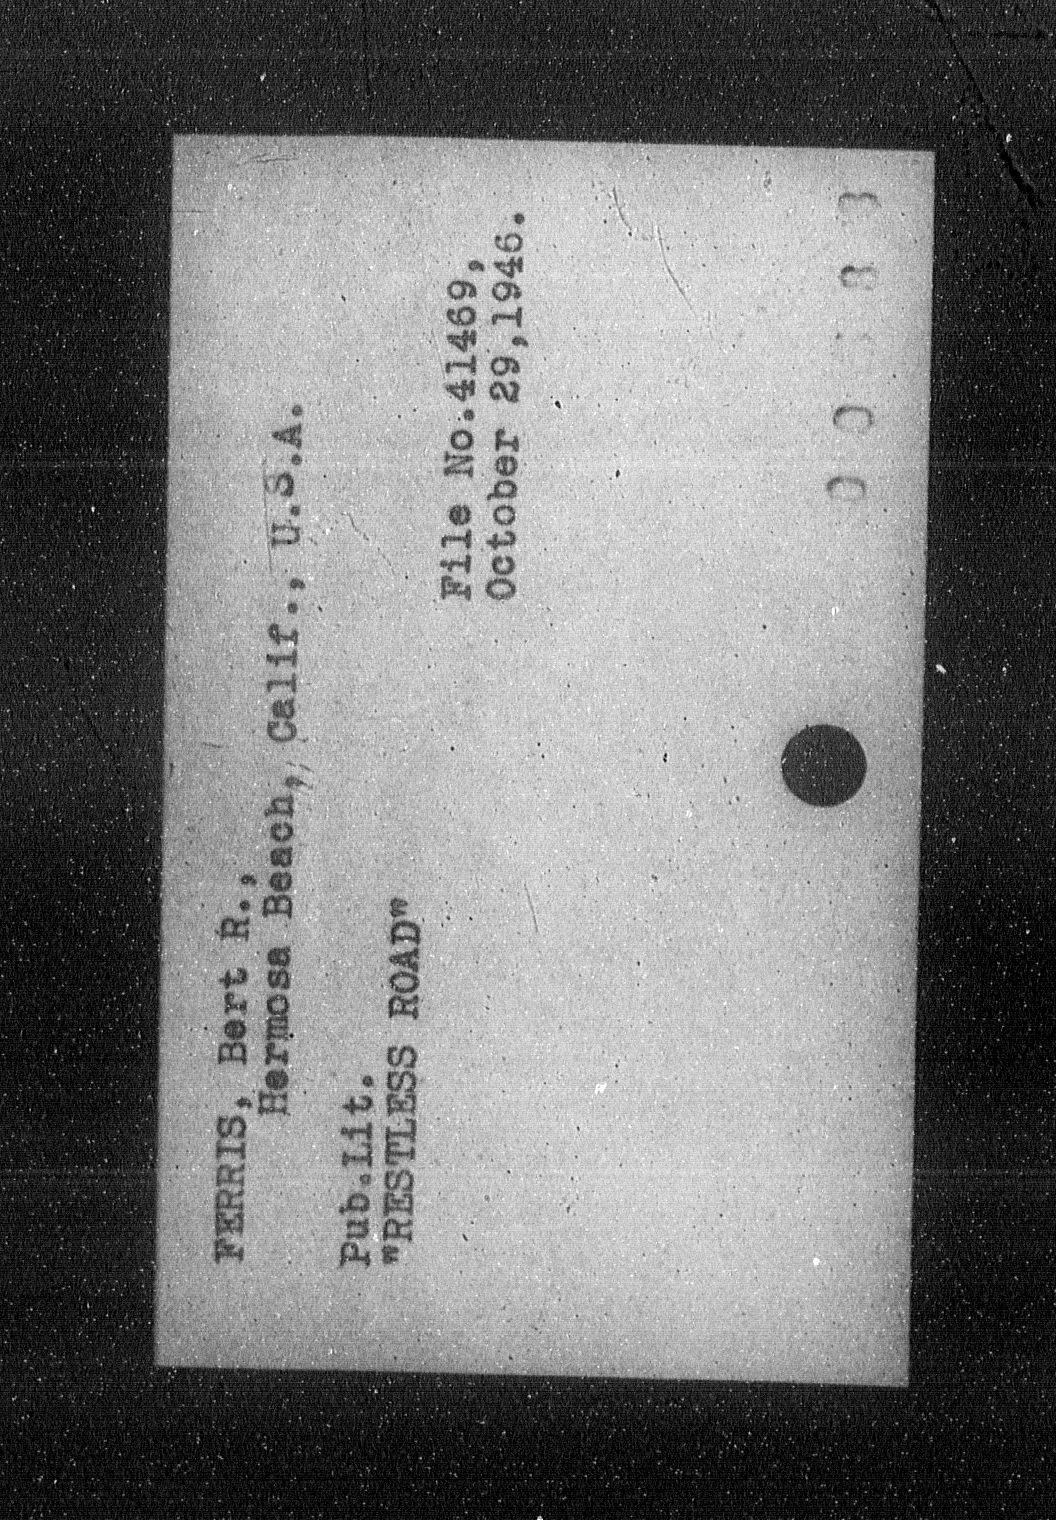 FERRIS, Bert R.,
Hermosa Beach, Calif., U.S.A.
Pub.Lit.
"RESTLESS ROAD"
File No.41469,
October 29,1946.